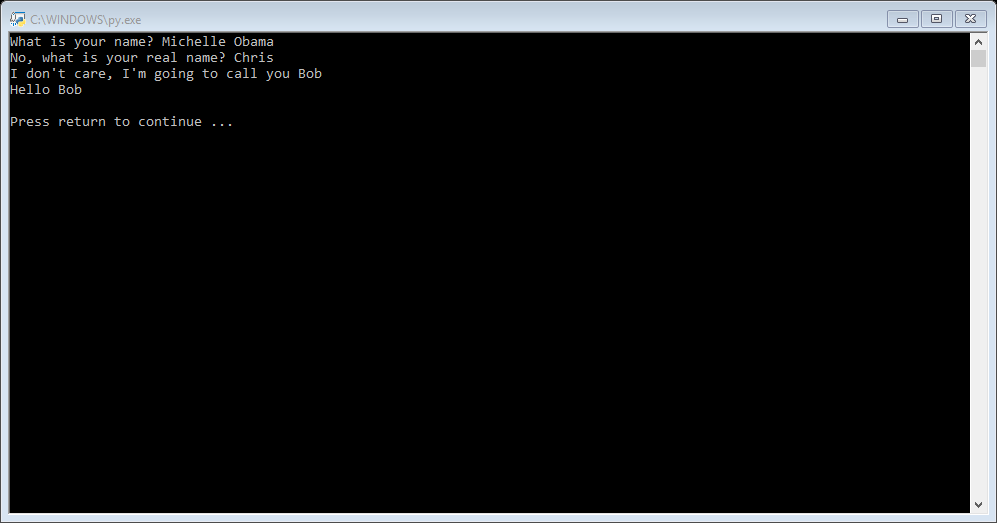 C:\WINDOWS\py.exe
What is your name? Michelle Obama
No, what is your real name? Chris
I don't care, I'm going to call you Bob
Hello Bob
Press return to continue ...